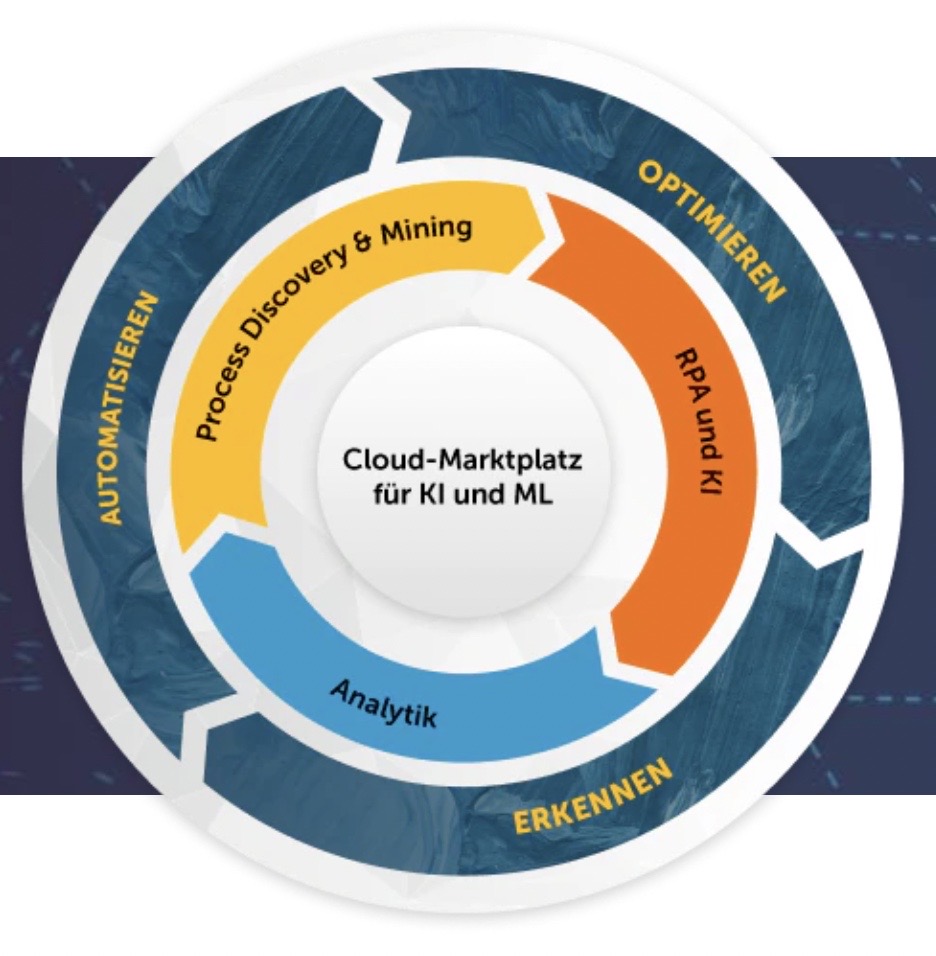 OPTIMIEREN
AUTOMATISIEREN
Process Discovery & Mining
RPA und KI
Cloud-Marktplatz
für KI und ML
Analytik
ERKENNEN